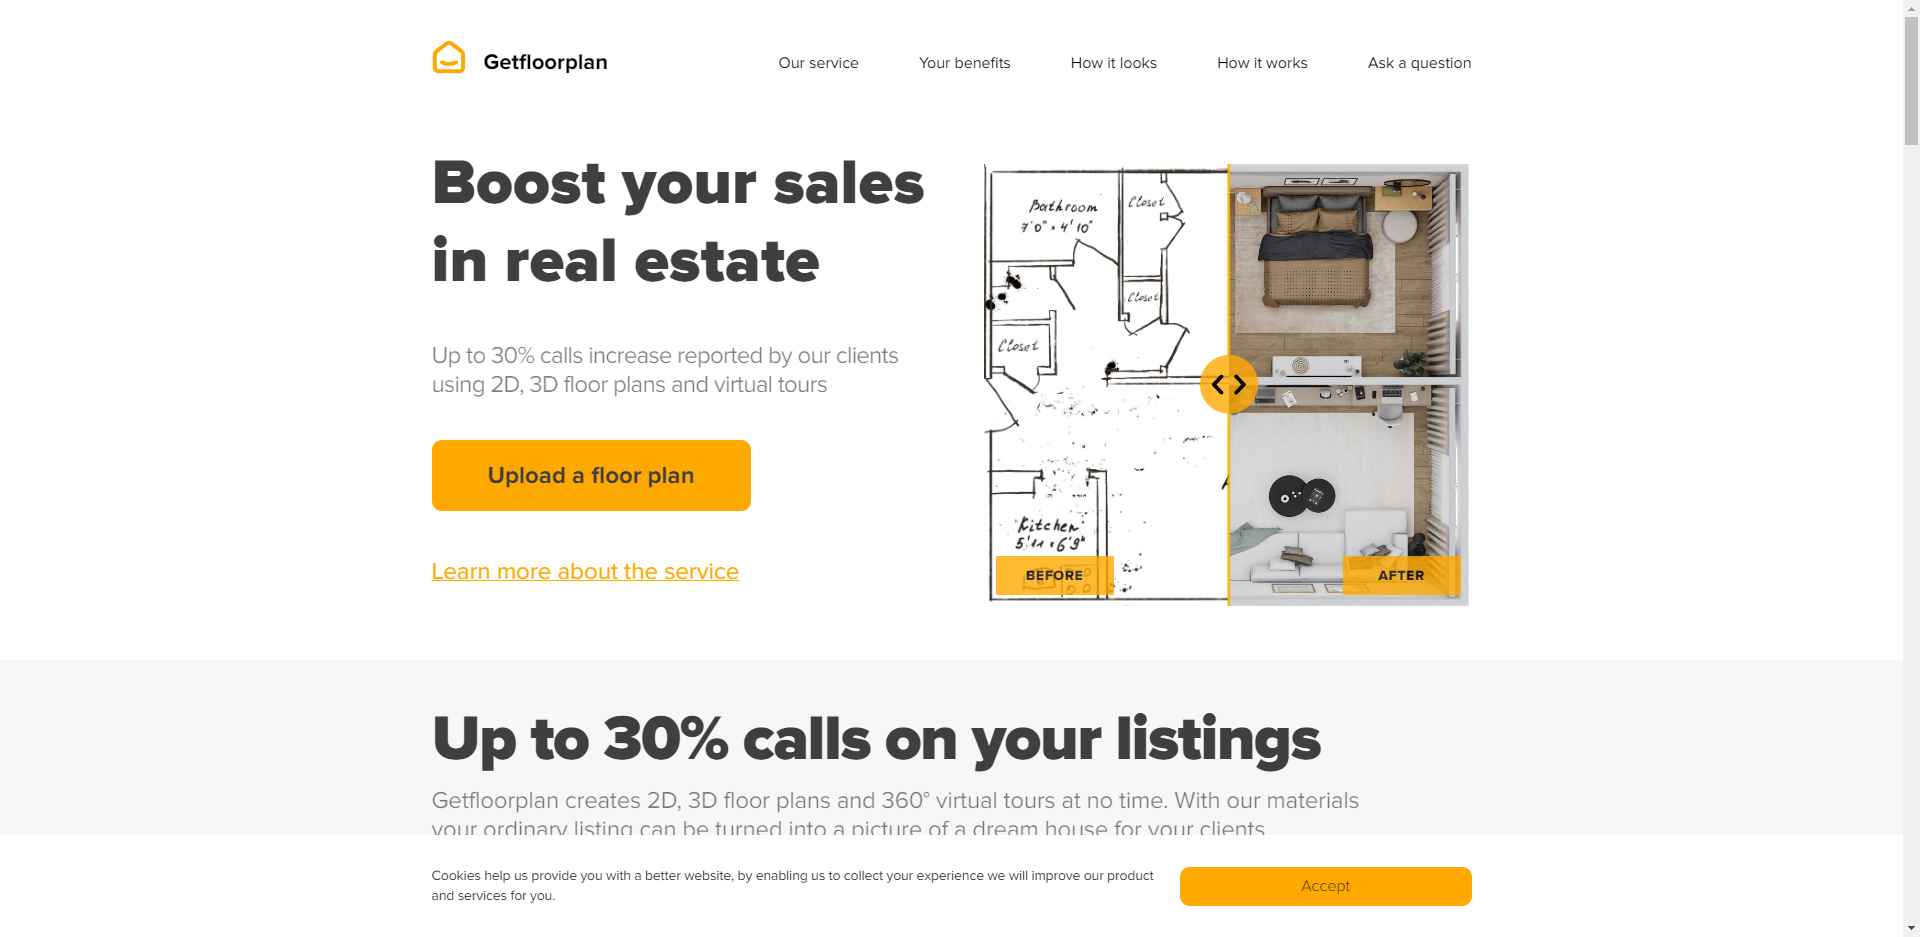 Getfloorplan
Our service
Your benefits
How it looks
How it works
Ask a question
Boost your sales
in real estate
Up to 30% calls increase reported by our clients
using 2D, 3D floor plans and virtual tours
Upload a floor plan
Learn more about the service
Bathroom
7'0" × 4'10"
Closet
Closet
Closet
Kitchen
5'11 × 6'9"
BEFORE
AFTER
Up to 30% calls on your listings
Getfloorplan creates 2D, 3D floor plans and 360° virtual tours at no time. With our materials
your ordinary listing can be turned into a picture of a dream house for your clients
Cookies help us provide you with a better website, by enabling us to collect your experience we will improve our product
and services for you.
Accept